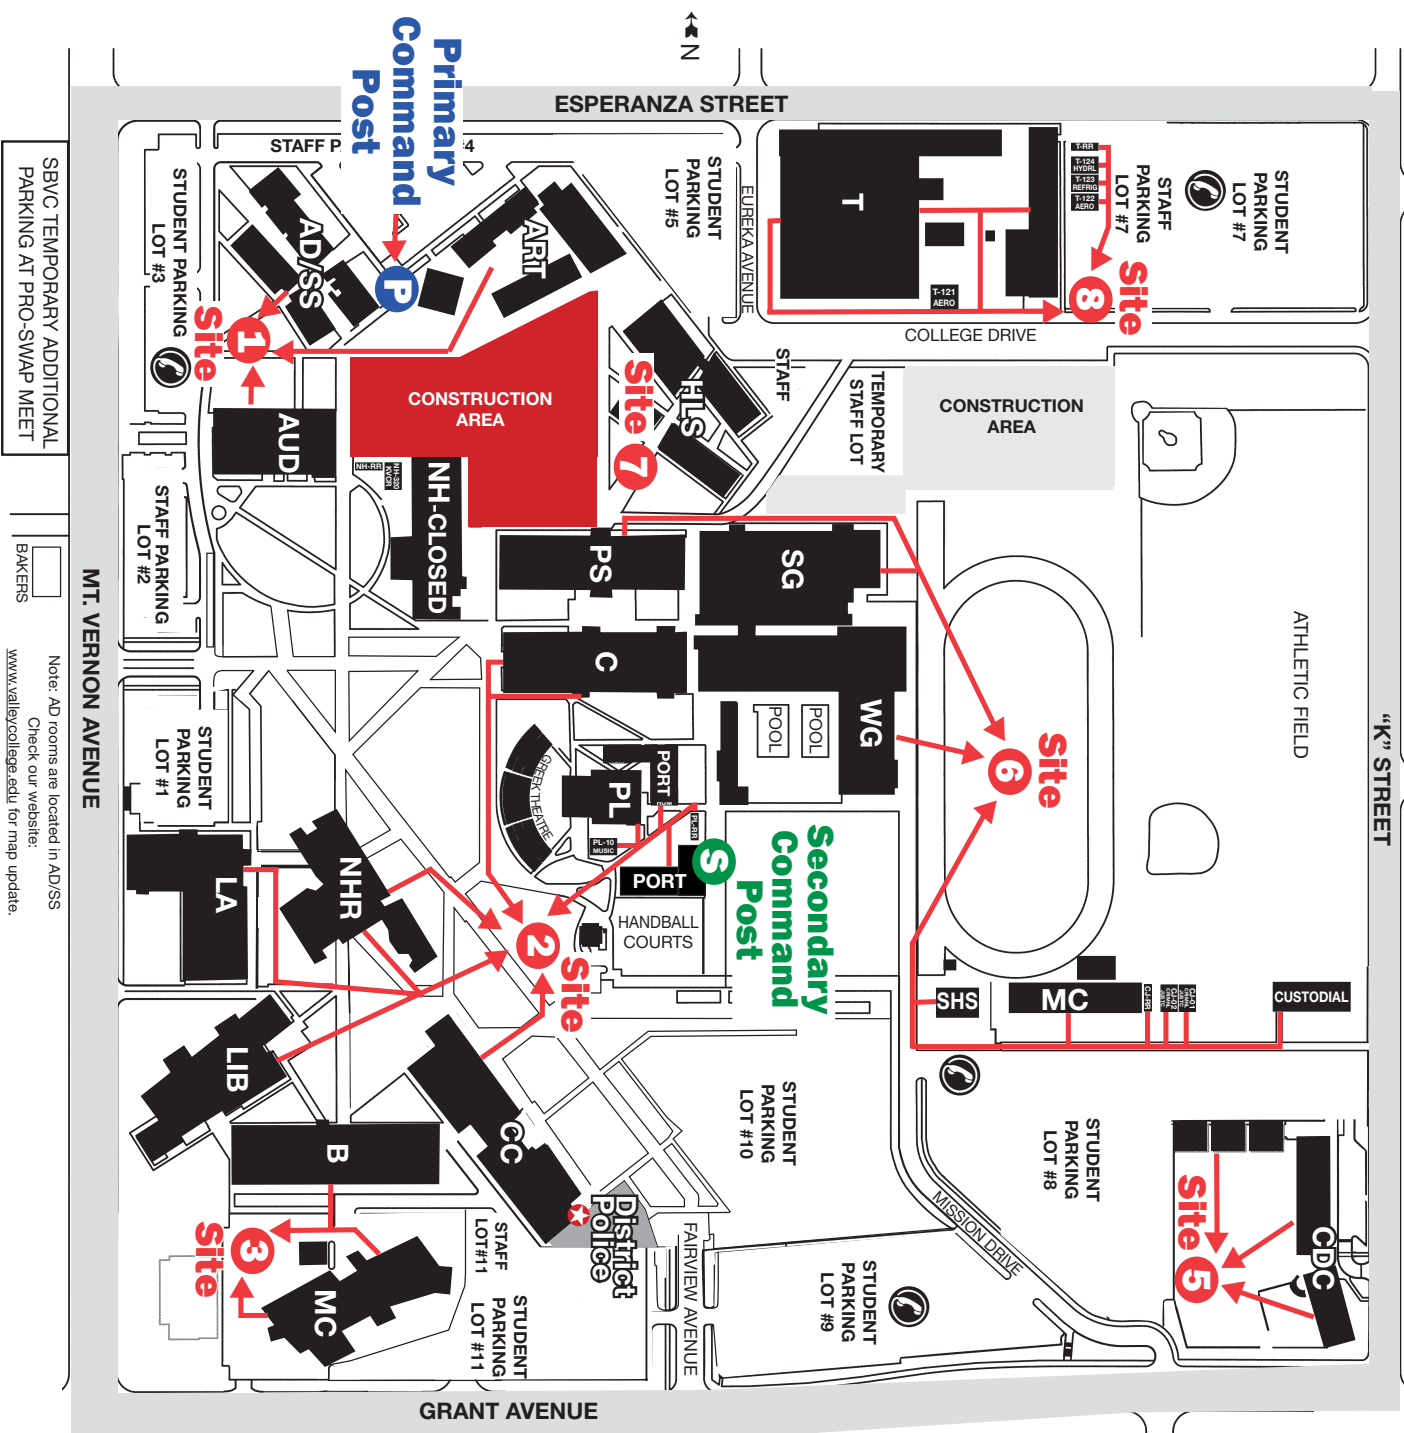 N
ESPERANZA STREET
Primary
Command
Post
STAFF P
#4
STUDENT PARKING
LOT #3
AD/SS
ART
P
Site
1
AUD
STUDENT
PARKING
LOT #5
EUREKA AVENUE
T
T-121
AERO
T-RR
T-124
HYDRL
T-123
REFRIG
T-122
AERO
STAFF
PARKING
LOT #7
STUDENT
PARKING
LOT #7
Site
8
COLLEGE DRIVE
CONSTRUCTION
AREA
HLS
Site 7
STAFF
TEMPORARY
STAFF LOT
CONSTRUCTION
AREA
NH-RR
NH-320
KVCR
NH-CLOSED
STAFF PARKING
LOT #2
PS
SG
C
WG
POOL
POOL
ATHLETIC FIELD
"K" STREET
Site
6
STUDENT
PARKING
LOT #1
GREEK THEATRE
PL
PORT
PL-RR
PL-10
MUSIC
PORT
S
Secondary
Command
Post
HANDBALL
COURTS
LA
NHR
2
Site
SHS
MC
CJ-RR
CJ-02
CJ-01
CUSTODIAL
LIB
B
CC
STUDENT
PARKING
LOT #10
STUDENT
PARKING
LOT #8
MISSION DRIVE
District
Police
FAIRVIEW AVENUE
STAFF
LOT#11
STUDENT
PARKING
LOT #11
MC
3
Site
STUDENT
PARKING
LOT #9
Site 5
CDC
GRANT AVENUE
MT. VERNON AVENUE
SBVC TEMPORARY ADDITIONAL
PARKING AT PRO-SWAP MEET
BAKERS
Note: AD rooms are located in AD/SS
Check our website:
www.valleycollege.edu for map update.